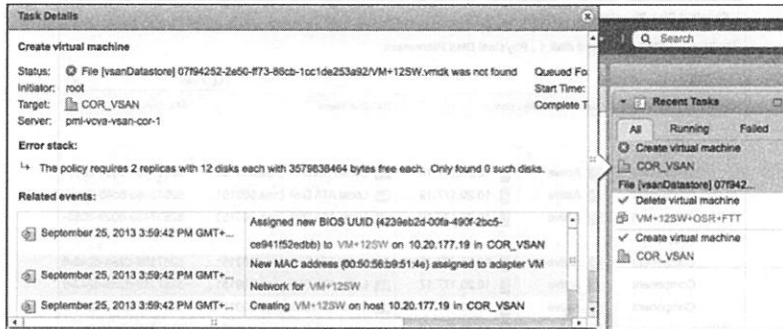 Task Details
Search
Create virtual machine
Status: File [vsanDatastore] 07f94252-2e50-ff73-86cb-1cc1de253a92/VM+12SW.vmdk was not found Queued Fo
Initiator: root Start Time:
Target: COR_VSAN Complete T
Server: pml-vcva-vsan-cor-1
Error stack:
The policy requires 2 replicas with 12 disks each with 3579838464 bytes free each. Only found 0 such disks.
Related events:
Assigned new BIOS UUID (4239eb2d-00fa-490f-2bc5-
September 25, 2013 3:59:42 PM GMT+... ce941f52edbb) to VM+12SW on 10.20.177.19 in COR_VSAN
New MAC address (00:50:56:b9:51:4e) assigned to adapter VM
September 25, 2013 3:59:42 PM GMT+... Network for VM+12SW
September 25, 2013 3:59:42 PM GMT+... Creating VM+12SW on host 10.20.177.19 in COR_VSAN
Recent Tasks
All Running Failed
Create virtual machine
COR_VSAN
File [vsanDatastore] 07f942...
Delete virtual machine
VM+12SW+OSR+FTT
Create virtual machine
COR_VSAN